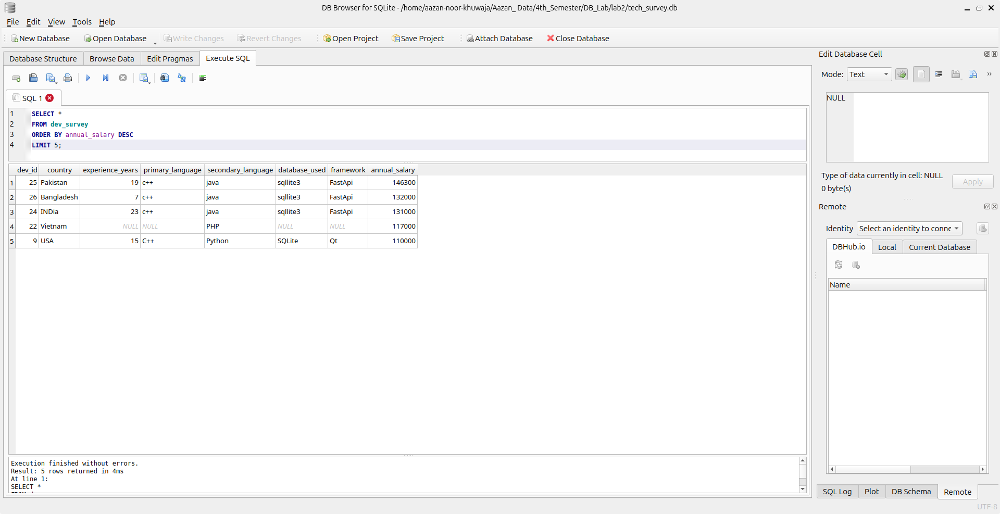 DB Browser for SQLite - /home/aazan-noor-khuwaja/Aazan_ Data/4th_Semester/DB_Lab/lab2/tech_survey.db
File Edit View Tools Help
New Database Open Database Write Changes Revert Changes Open Project Save Project Attach Database Close Database
Database Structure Browse Data Edit Pragmas Execute SQL
SQL 1
1 SELECT *
2 FROM dev_survey
3 ORDER BY annual_salary DESC
4 LIMIT 5;
dev_id country experience_years primary_language secondary_language database_used framework annual_salary
1 25 Pakistan 19 c++ java sqllite3 FastApi 146300
2 26 Bangladesh 7 c++ java sqllite3 FastApi 132000
3 24 INDia 23 c++ java sqllite3 FastApi 131000
4 22 Vietnam NULL NULL PHP NULL NULL 117000
5 9 USA 15 C++ Python SQLite Qt 110000
Execution finished without errors.
Result: 5 rows returned in 4ms
At line 1:
SELECT *
Edit Database Cell
Mode: Text
NULL
Type of data currently in cell: NULL
0 byte(s)
Apply
Remote
Identity Select an identity to conne
DBHub.io Local Current Database
Name
SQL Log Plot DB Schema Remote
UTF-8